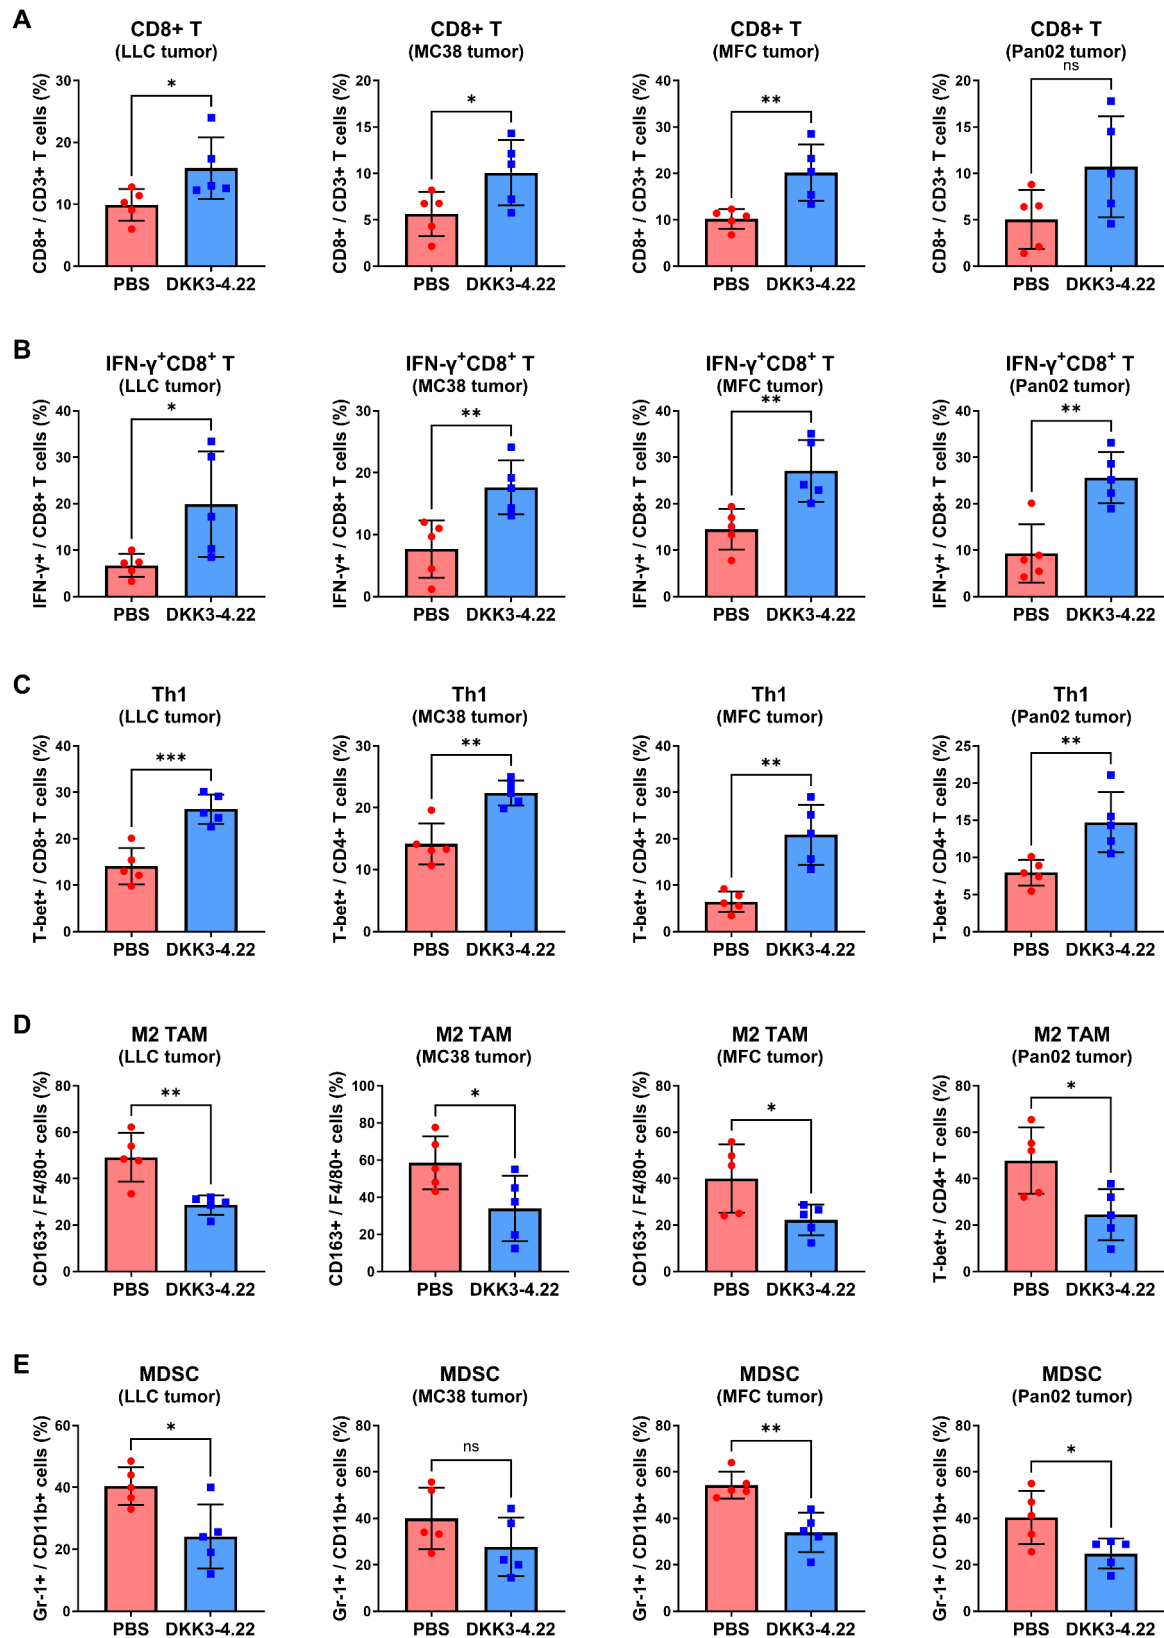 A
CD8+ T
(LLC tumor)
CD8+ / CD3+ T cells (%)
30
20
10
0
*
PBS
DKK3-4.22
CD8+ T
(MC38 tumor)
CD8+ / CD3+ T cells (%)
20
15
10
5
0
*
PBS
DKK3-4.22
CD8+ T
(MFC tumor)
CD8+ / CD3+ T cells (%)
40
30
20
10
0
**
PBS
DKK3-4.22
CD8+ T
(Pan02 tumor)
CD8+ / CD3+ T cells (%)
20
15
10
5
0
ns
PBS
DKK3-4.22
B
IFN-γ⁺CD8⁺ T
(LLC tumor)
IFN-γ+ / CD8+ T cells (%)
40
30
20
10
0
*
PBS
DKK3-4.22
IFN-γ⁺CD8⁺ T
(MC38 tumor)
IFN-γ+ / CD8+ T cells (%)
30
20
10
0
**
PBS
DKK3-4.22
IFN-γ⁺CD8⁺ T
(MFC tumor)
IFN-γ+ / CD8+ T cells (%)
40
30
20
10
0
**
PBS
DKK3-4.22
IFN-γ⁺CD8⁺ T
(Pan02 tumor)
IFN-γ+ / CD8+ T cells (%)
40
30
20
10
0
**
PBS
DKK3-4.22
C
Th1
(LLC tumor)
T-bet+ / CD8+ T cells (%)
40
30
20
10
0
***
PBS
DKK3-4.22
Th1
(MC38 tumor)
T-bet+ / CD4+ T cells (%)
30
20
10
0
**
PBS
DKK3-4.22
Th1
(MFC tumor)
T-bet+ / CD4+ T cells (%)
40
30
20
10
0
**
PBS
DKK3-4.22
Th1
(Pan02 tumor)
T-bet+ / CD4+ T cells (%)
25
20
15
10
5
0
**
PBS
DKK3-4.22
D
M2 TAM
(LLC tumor)
CD163+ / F4/80+ cells (%)
80
60
40
20
0
**
PBS
DKK3-4.22
M2 TAM
(MC38 tumor)
CD163+ / F4/80+ cells (%)
100
80
60
40
20
0
*
PBS
DKK3-4.22
M2 TAM
(MFC tumor)
CD163+ / F4/80+ cells (%)
80
60
40
20
0
*
PBS
DKK3-4.22
M2 TAM
(Pan02 tumor)
T-bet+ / CD4+ T cells (%)
80
60
40
20
0
*
PBS
DKK3-4.22
E
MDSC
(LLC tumor)
Gr-1+ / CD11b+ cells (%)
60
40
20
0
*
PBS
DKK3-4.22
MDSC
(MC38 tumor)
Gr-1+ / CD11b+ cells (%)
80
60
40
20
0
ns
PBS
DKK3-4.22
MDSC
(MFC tumor)
Gr-1+ / CD11b+ cells (%)
80
60
40
20
0
**
PBS
DKK3-4.22
MDSC
(Pan02 tumor)
Gr-1+ / CD11b+ cells (%)
80
60
40
20
0
*
PBS
DKK3-4.22